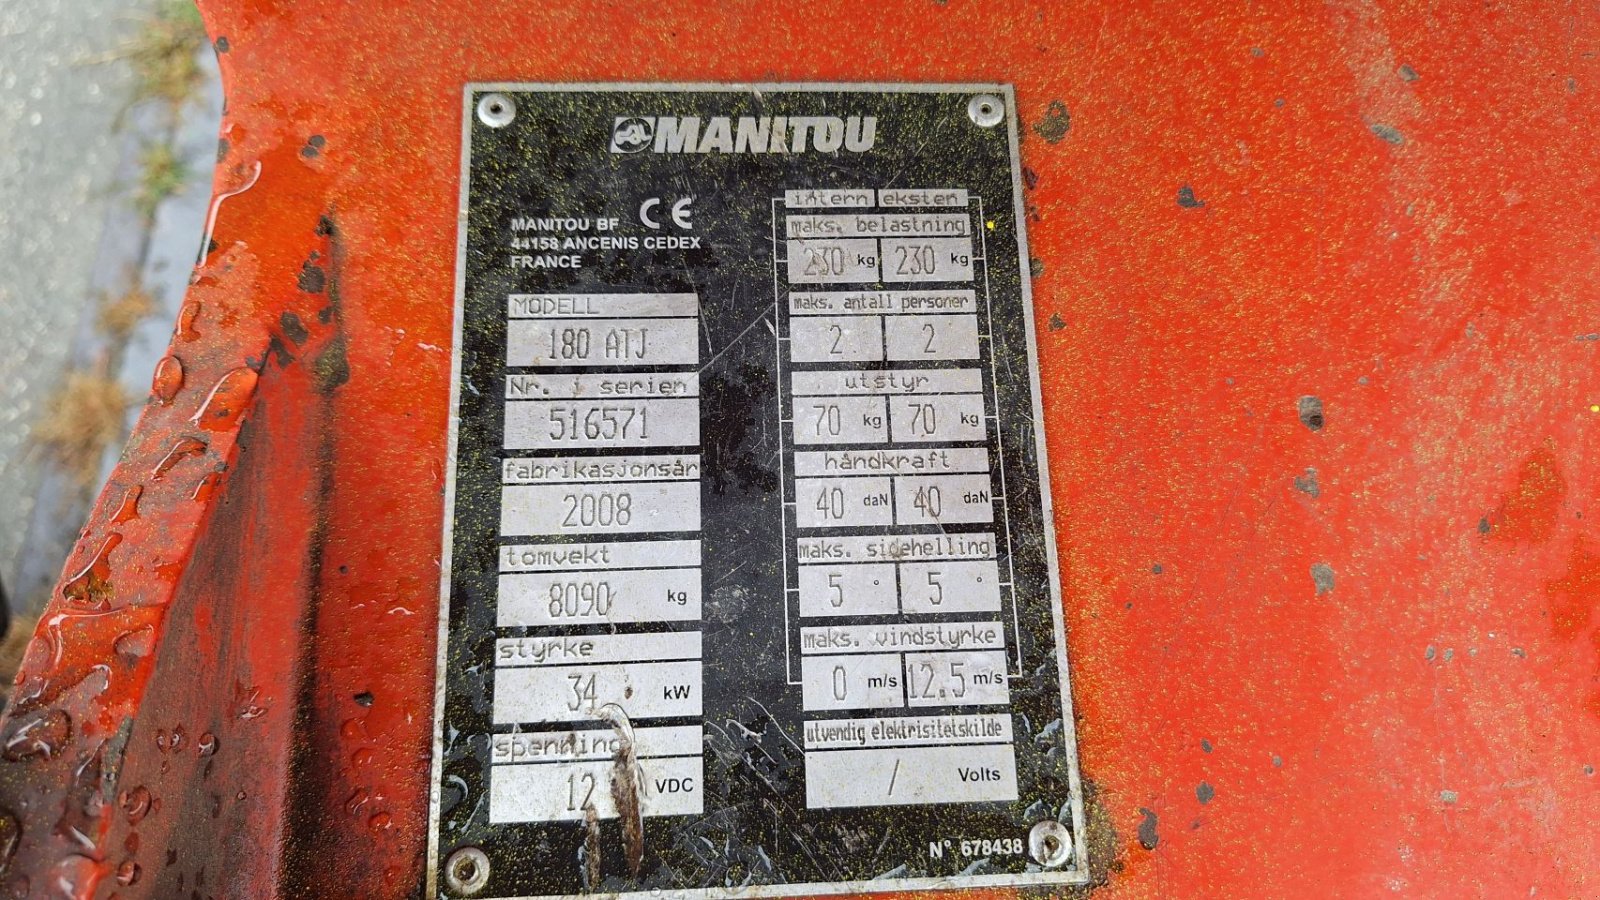 MANITOU
CE
MANITOU BF
44158 ANCENIS CEDEX
FRANCE
MODELL
180 ATJ
Nr. i serien
516571
fabrikasjonsår
2008
tomvekt
8090 kg
styrke
34 kW
spenning
12 VDC
intern eksten
maks. belastning
230 kg 230 kg
maks. antall personer
2 2
utstyr
70 kg 70 kg
håndkraft
40 daN 40 daN
maks. sidehelling
5 ° 5 °
maks. vindstyrke
0 m/s 12.5 m/s
utvendig elektrisitetskilde
/ Volts
N° 678438